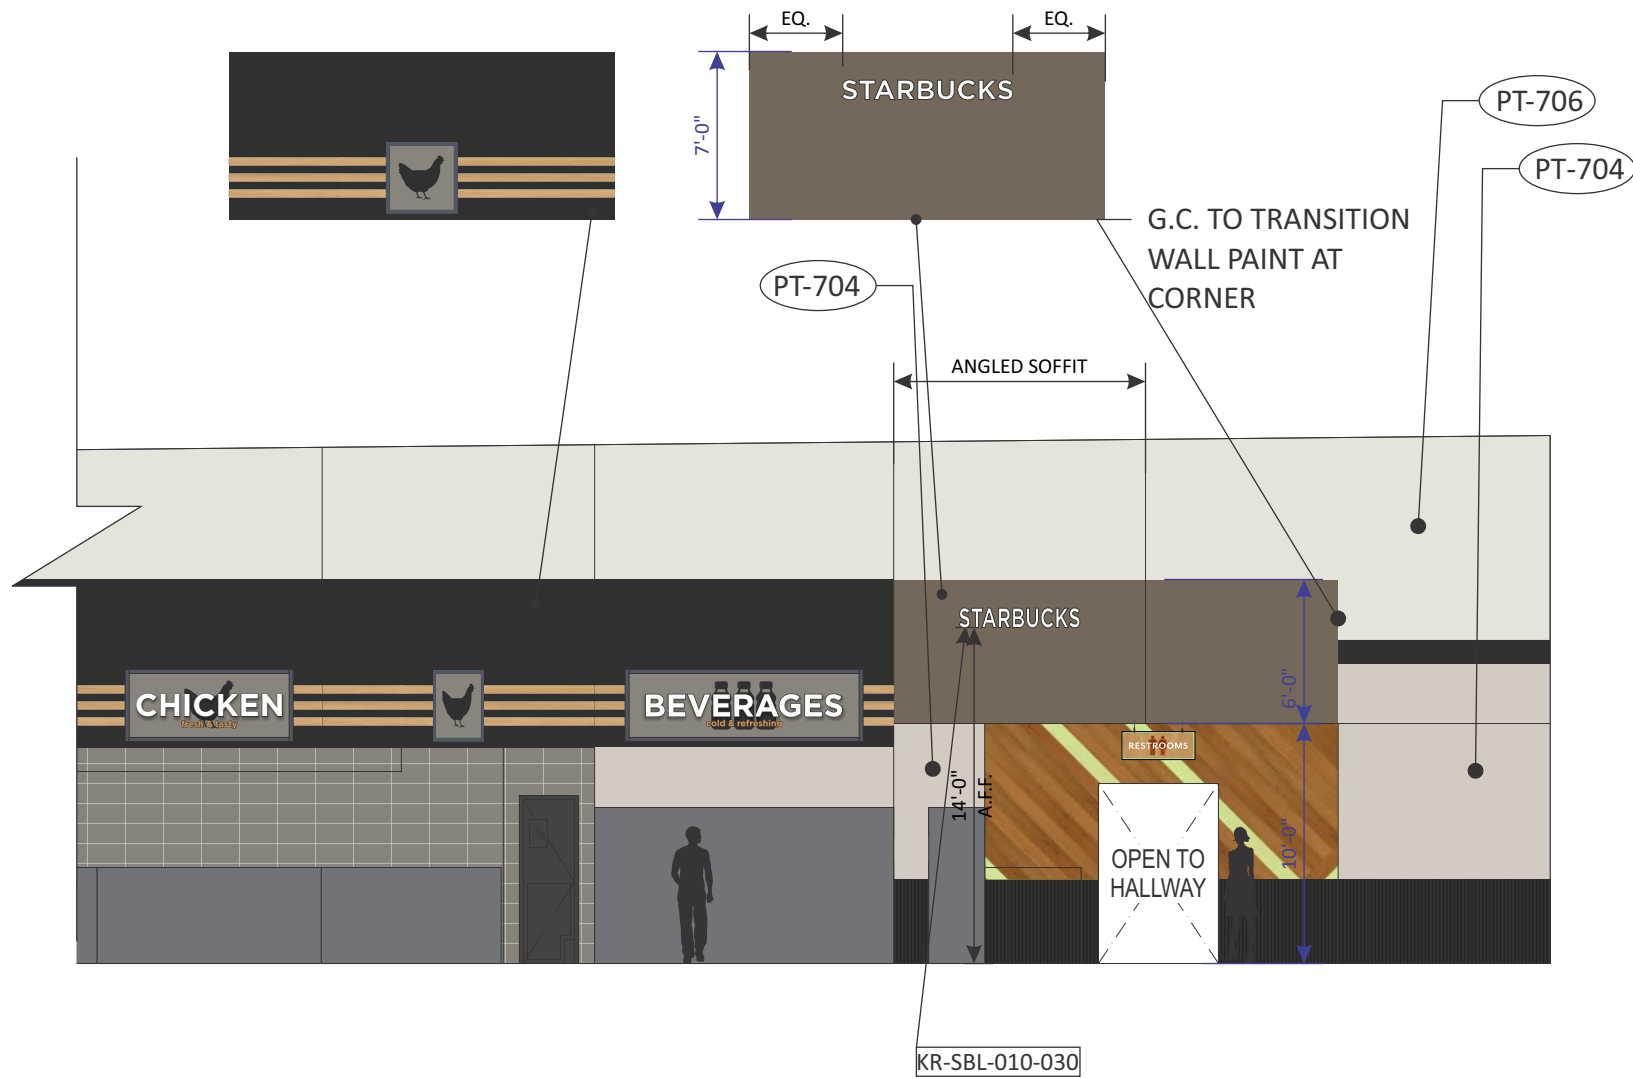 EQ.
EQ.
STARBUCKS
7'-0"
PT-706
PT-704
G.C. TO TRANSITION
WALL PAINT AT
CORNER
PT-704
ANGLED SOFFIT
STARBUCKS
6'-0"
CHICKEN
fresh & tasty
BEVERAGES
cold & refreshing
RESTROOMS
14'-0"
A.F.F.
10'-0"
OPEN TO
HALLWAY
KR-SBL-010-030